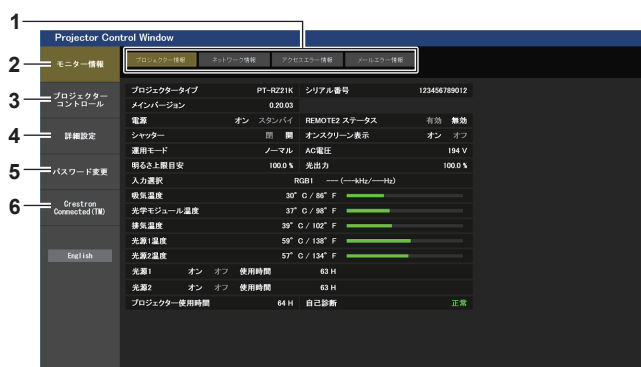 1
Projector Control Window
2
モニター情報
プロジェクター情報 ネットワーク情報 アクセスエラー情報 メールエラー情報
3
プロジェクター
コントロール
4
詳細設定
5
パスワード変更
6
Crestron
Connected(TM)
English
プロジェクタータイプ PT-RZ21K シリアル番号 123456789012
メインバージョン 0.20.03
電源 オン スタンバイ REMOTE2 ステータス 有効 無効
シャッター 閉 開 オンスクリーン表示 オン オフ
運用モード ノーマル AC電圧 194 V
明るさ上限目安 100.0 % 光出力 100.0 %
入力選択 RGB1 ---- (----kHz/----Hz)
吸気温度 30° C / 86° F
光学モジュール温度 37° C / 98° F
排気温度 39° C / 102° F
光源1温度 59° C / 138° F
光源2温度 57° C / 134° F
光源1 オン オフ 使用時間 63 H
光源2 オン オフ 使用時間 63 H
プロジェクター使用時間 64 H 自己診断 正常